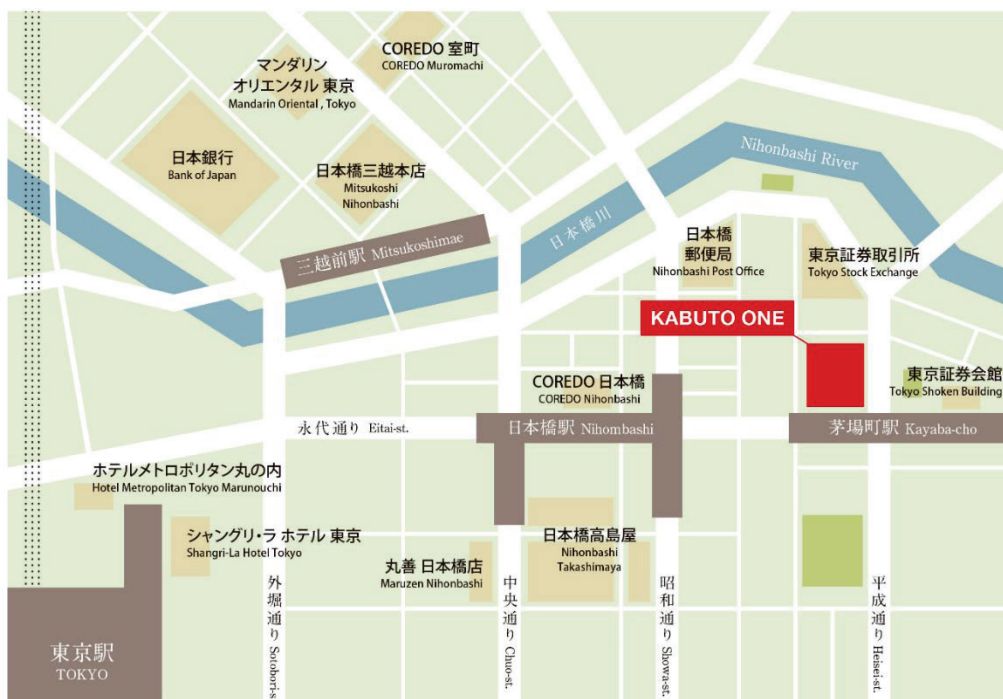 COREDO 室町
COREDO Muromachi
マンダリン
オリエンタル 東京
Mandarin Oriental , Tokyo
日本銀行
Bank of Japan
日本橋三越本店
Mitsukoshi
Nihonbashi
Nihonbashi River
三越前駅 Mitsukoshimae
日本橋川
日本橋
郵便局
Nihonbashi Post Office
東京証券取引所
Tokyo Stock Exchange
KABUTO ONE
COREDO 日本橋
COREDO Nihonbashi
東京証券会館
Tokyo Shoken Building
永代通り Eitai-st.
日本橋駅 Nihombashi
茅場町駅 Kayaba-cho
ホテルメトロポリタン丸の内
Hotel Metropolitan Tokyo Marunouchi
シャングリ・ラ ホテル 東京
Shangri-La Hotel Tokyo
丸善 日本橋店
Maruzen Nihonbashi
日本橋高島屋
Nihonbashi
Takashimaya
外堀通り Sotobori-s
中央通り Chuo-st.
昭和通り Showa-st.
平成通り Heisei-st.
東京駅
TOKYO